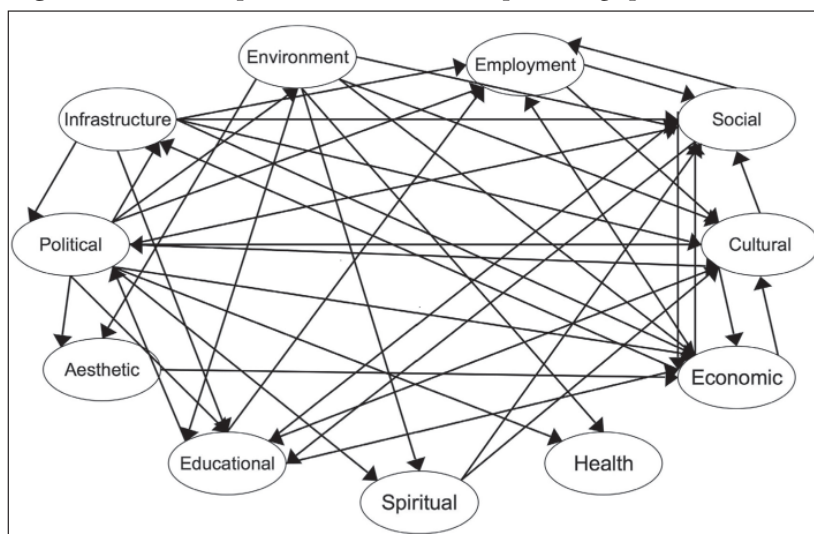 Environment
Employment
Infrastructure
Social
Political
Cultural
Aesthetic
Economic
Educational
Health
Spiritual